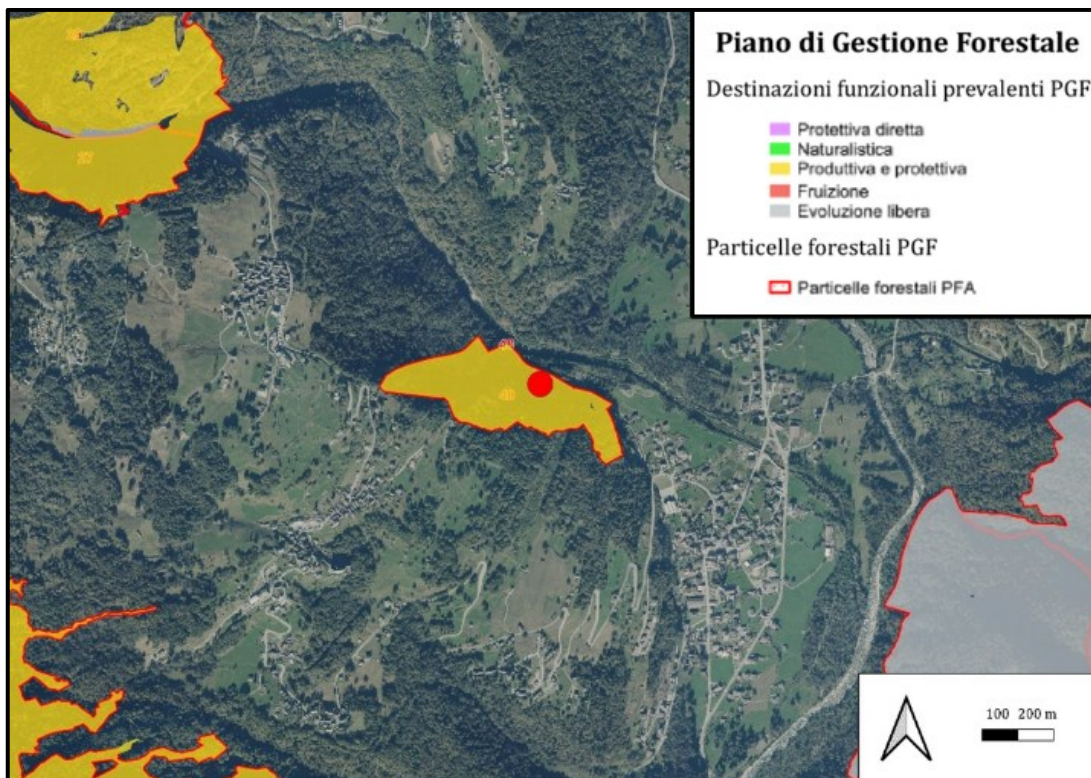 Piano di Gestione Forestale
Destinazioni funzionali prevalenti PGF
Protettiva diretta
Naturalistica
Produttiva e protettiva
Fruizione
Evoluzione libera
Particelle forestali PGF
Particelle forestali PFA
27
100 200 m